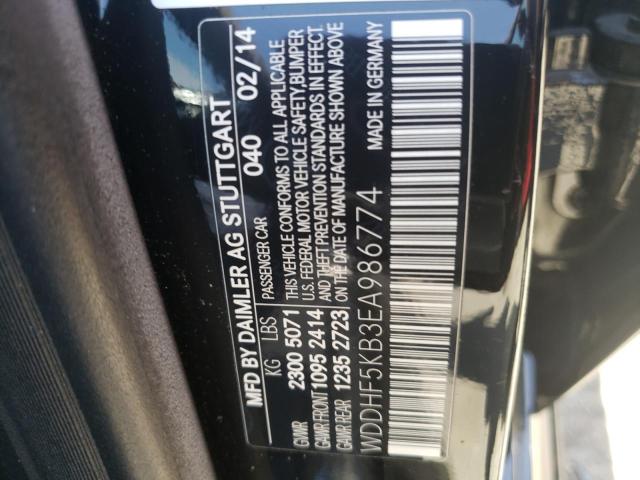 MFD BY DAIMLER AG STUTTGART
040 02/14
KG LBS PASSENGER CAR
GVWR 2300 5071 THIS VEHICLE CONFORMS TO ALL APPLICABLE
GAWR FRONT 1095 2414 U.S. FEDERAL MOTOR VEHICLE SAFETY, BUMPER
GAWR REAR 1235 2723 AND THEFT PREVENTION STANDARDS IN EFFECT
ON THE DATE OF MANUFACTURE SHOWN ABOVE
WDDHF5KB3EA986774 MADE IN GERMANY